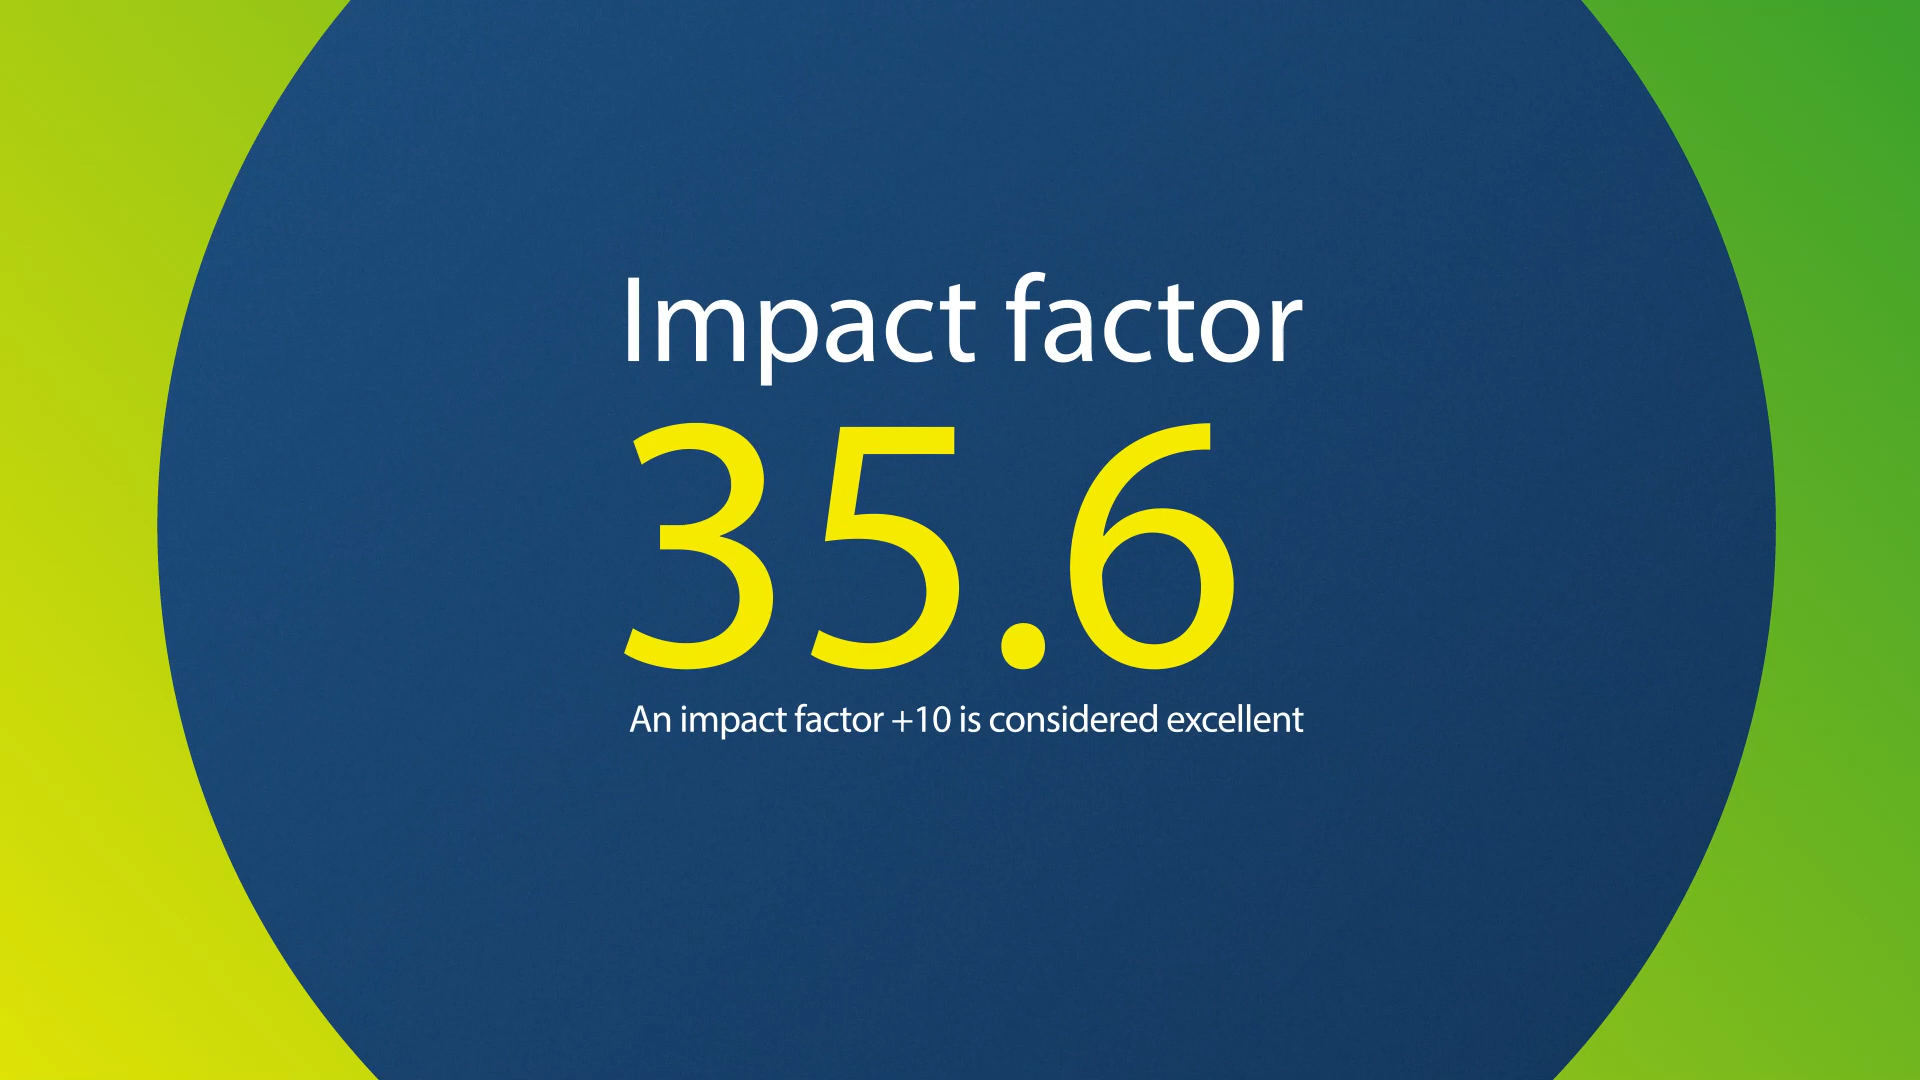 Impact factor
35.6
An impact factor +10 is considered excellent